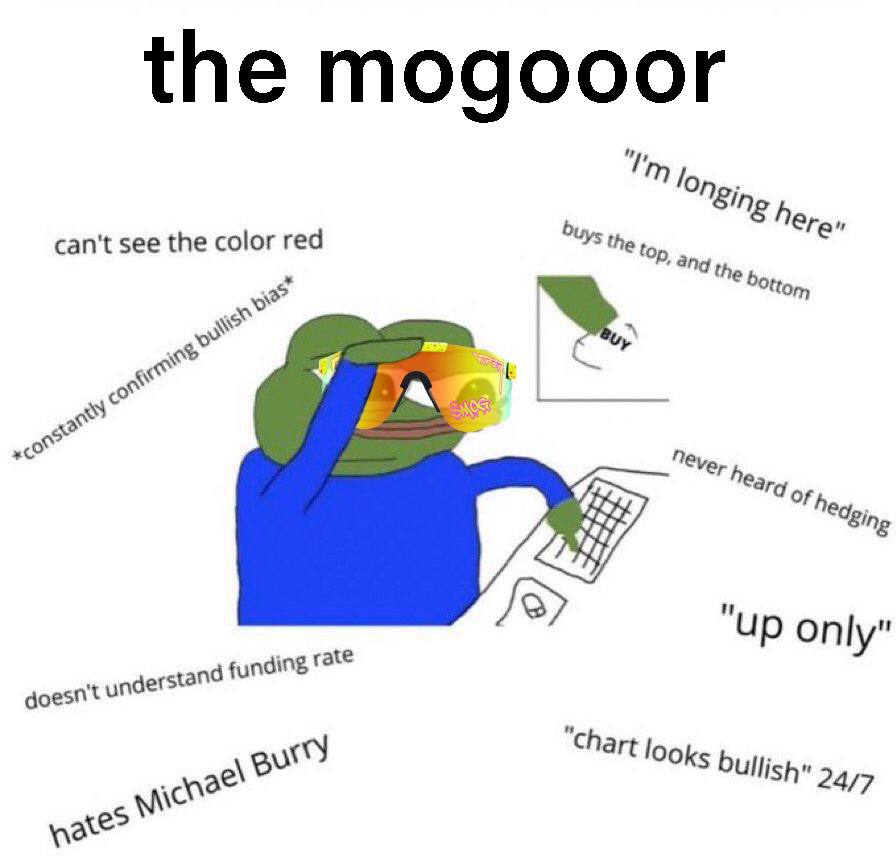 the mogooor
"I'm longing here"
can't see the color red
buys the top, and the bottom
*constantly confirming bullish bias*
BUY
VIPER
$MOG
never heard of hedging
"up only"
doesn't understand funding rate
"chart looks bullish" 24/7
hates Michael Burry